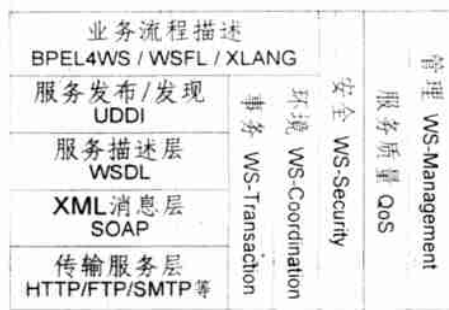 业务流程描述
BPEL4WS / WSFL / XLANG
服务发布/发现
UDDI
服务描述层
WSDL
XML消息层
SOAP
传输服务层
HTTP/FTP/SMTP等
事务 WS-Transaction
环境 WS-Coordination
安全 WS-Security
服务质量 QoS
管理 WS-Management